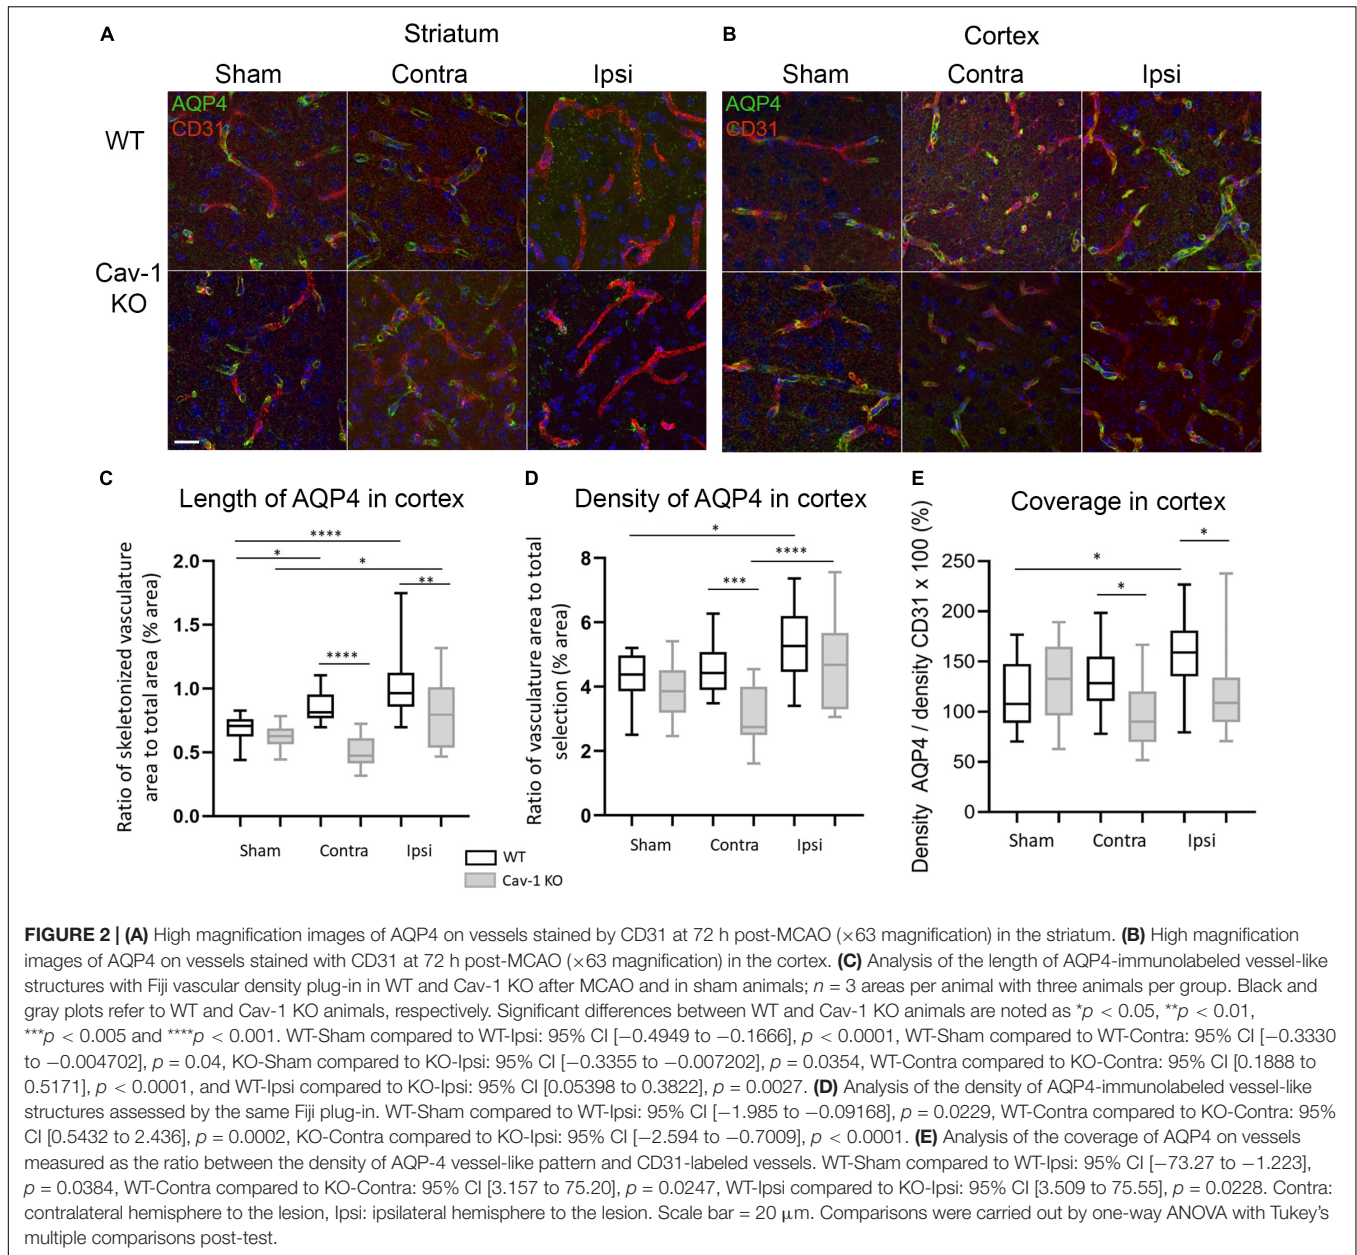 A
Striatum
B
Cortex
Sham Contra Ipsi
Sham Contra Ipsi
AQP4
CD31
AQP4
CD31
WT
Cav-1
KO
C
Length of AQP4 in cortex
Ratio of skeletonized vasculature
area to total area (% area)
2.0
1.5
1.0
0.5
0.0
****
*
*
**
****
Sham Contra Ipsi
WT
Cav-1 KO
D
Density of AQP4 in cortex
Ratio of vasculature area to total
selection (% area)
8
6
4
2
0
*
****
***
Sham Contra Ipsi
E
Coverage in cortex
Density AQP4 / density CD31 x 100 (%)
250
200
150
100
50
0
*
*
*
Sham Contra Ipsi
FIGURE 2 | (A) High magnification images of AQP4 on vessels stained by CD31 at 72 h post-MCAO (×63 magnification) in the striatum. (B) High magnification
images of AQP4 on vessels stained with CD31 at 72 h post-MCAO (×63 magnification) in the cortex. (C) Analysis of the length of AQP4-immunolabeled vessel-like
structures with Fiji vascular density plug-in in WT and Cav-1 KO after MCAO and in sham animals; n = 3 areas per animal with three animals per group. Black and
gray plots refer to WT and Cav-1 KO animals, respectively. Significant differences between WT and Cav-1 KO animals are noted as *p < 0.05, **p < 0.01,
***p < 0.005 and ****p < 0.001. WT-Sham compared to WT-Ipsi: 95% CI [−0.4949 to −0.1666], p < 0.0001, WT-Sham compared to WT-Contra: 95% CI [−0.3330
to −0.004702], p = 0.04, KO-Sham compared to KO-Ipsi: 95% CI [−0.3355 to −0.007202], p = 0.0354, WT-Contra compared to KO-Contra: 95% CI [0.1888 to
0.5171], p < 0.0001, and WT-Ipsi compared to KO-Ipsi: 95% CI [0.05398 to 0.3822], p = 0.0027. (D) Analysis of the density of AQP4-immunolabeled vessel-like
structures assessed by the same Fiji plug-in. WT-Sham compared to WT-Ipsi: 95% CI [−1.985 to −0.09168], p = 0.0229, WT-Contra compared to KO-Contra: 95%
CI [0.5432 to 2.436], p = 0.0002, KO-Contra compared to KO-Ipsi: 95% CI [−2.594 to −0.7009], p < 0.0001. (E) Analysis of the coverage of AQP4 on vessels
measured as the ratio between the density of AQP-4 vessel-like pattern and CD31-labeled vessels. WT-Sham compared to WT-Ipsi: 95% CI [−73.27 to −1.223],
p = 0.0384, WT-Contra compared to KO-Contra: 95% CI [3.157 to 75.20], p = 0.0247, WT-Ipsi compared to KO-Ipsi: 95% CI [3.509 to 75.55], p = 0.0228. Contra:
contralateral hemisphere to the lesion, Ipsi: ipsilateral hemisphere to the lesion. Scale bar = 20 μm. Comparisons were carried out by one-way ANOVA with Tukey's
multiple comparisons post-test.